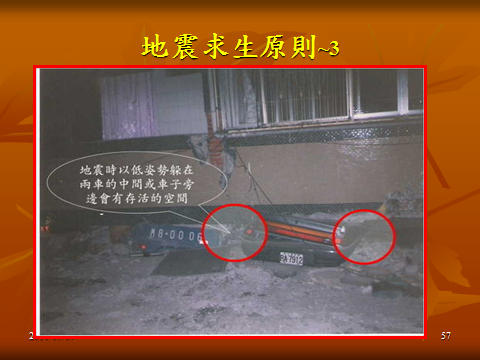 地震求生原則~3
地震時以低姿勢躲在
兩車的中間或車子旁
邊會有存活的空間
57